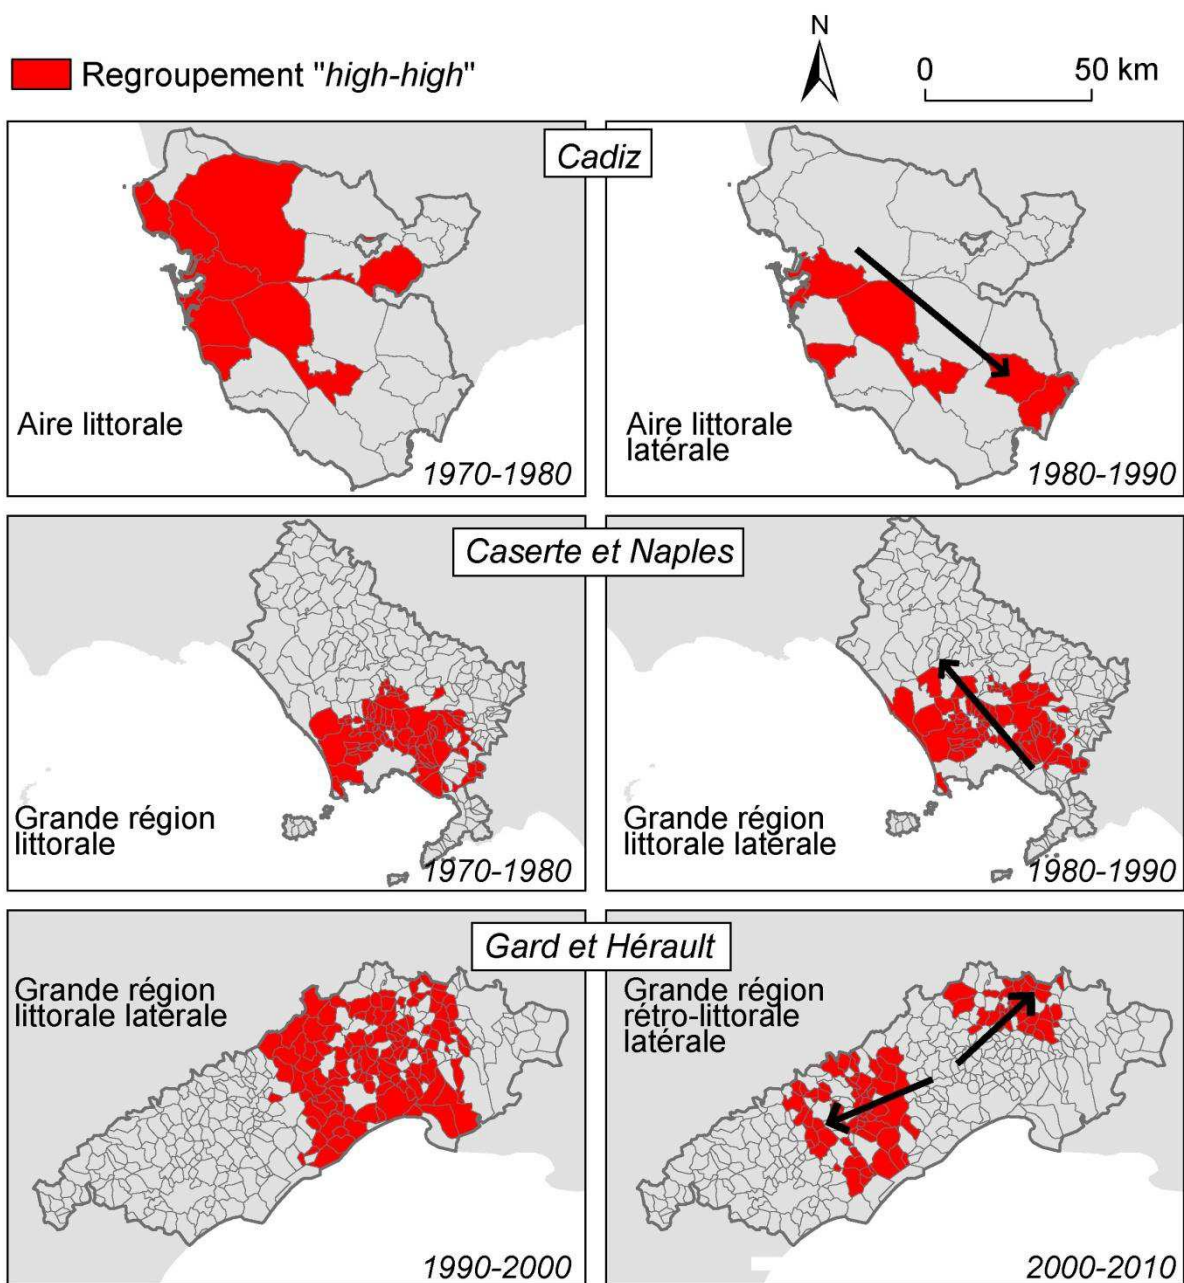 N
Regroupement "high-high"
0 50 km
Cadiz
Aire littorale
1970-1980
Aire littorale
latérale
1980-1990
Caserte et Naples
Grande région
littorale
1970-1980
Grande région
littorale latérale
1980-1990
Gard et Hérault
Grande région
littorale latérale
1990-2000
Grande région
rétro-littorale
latérale
2000-2010